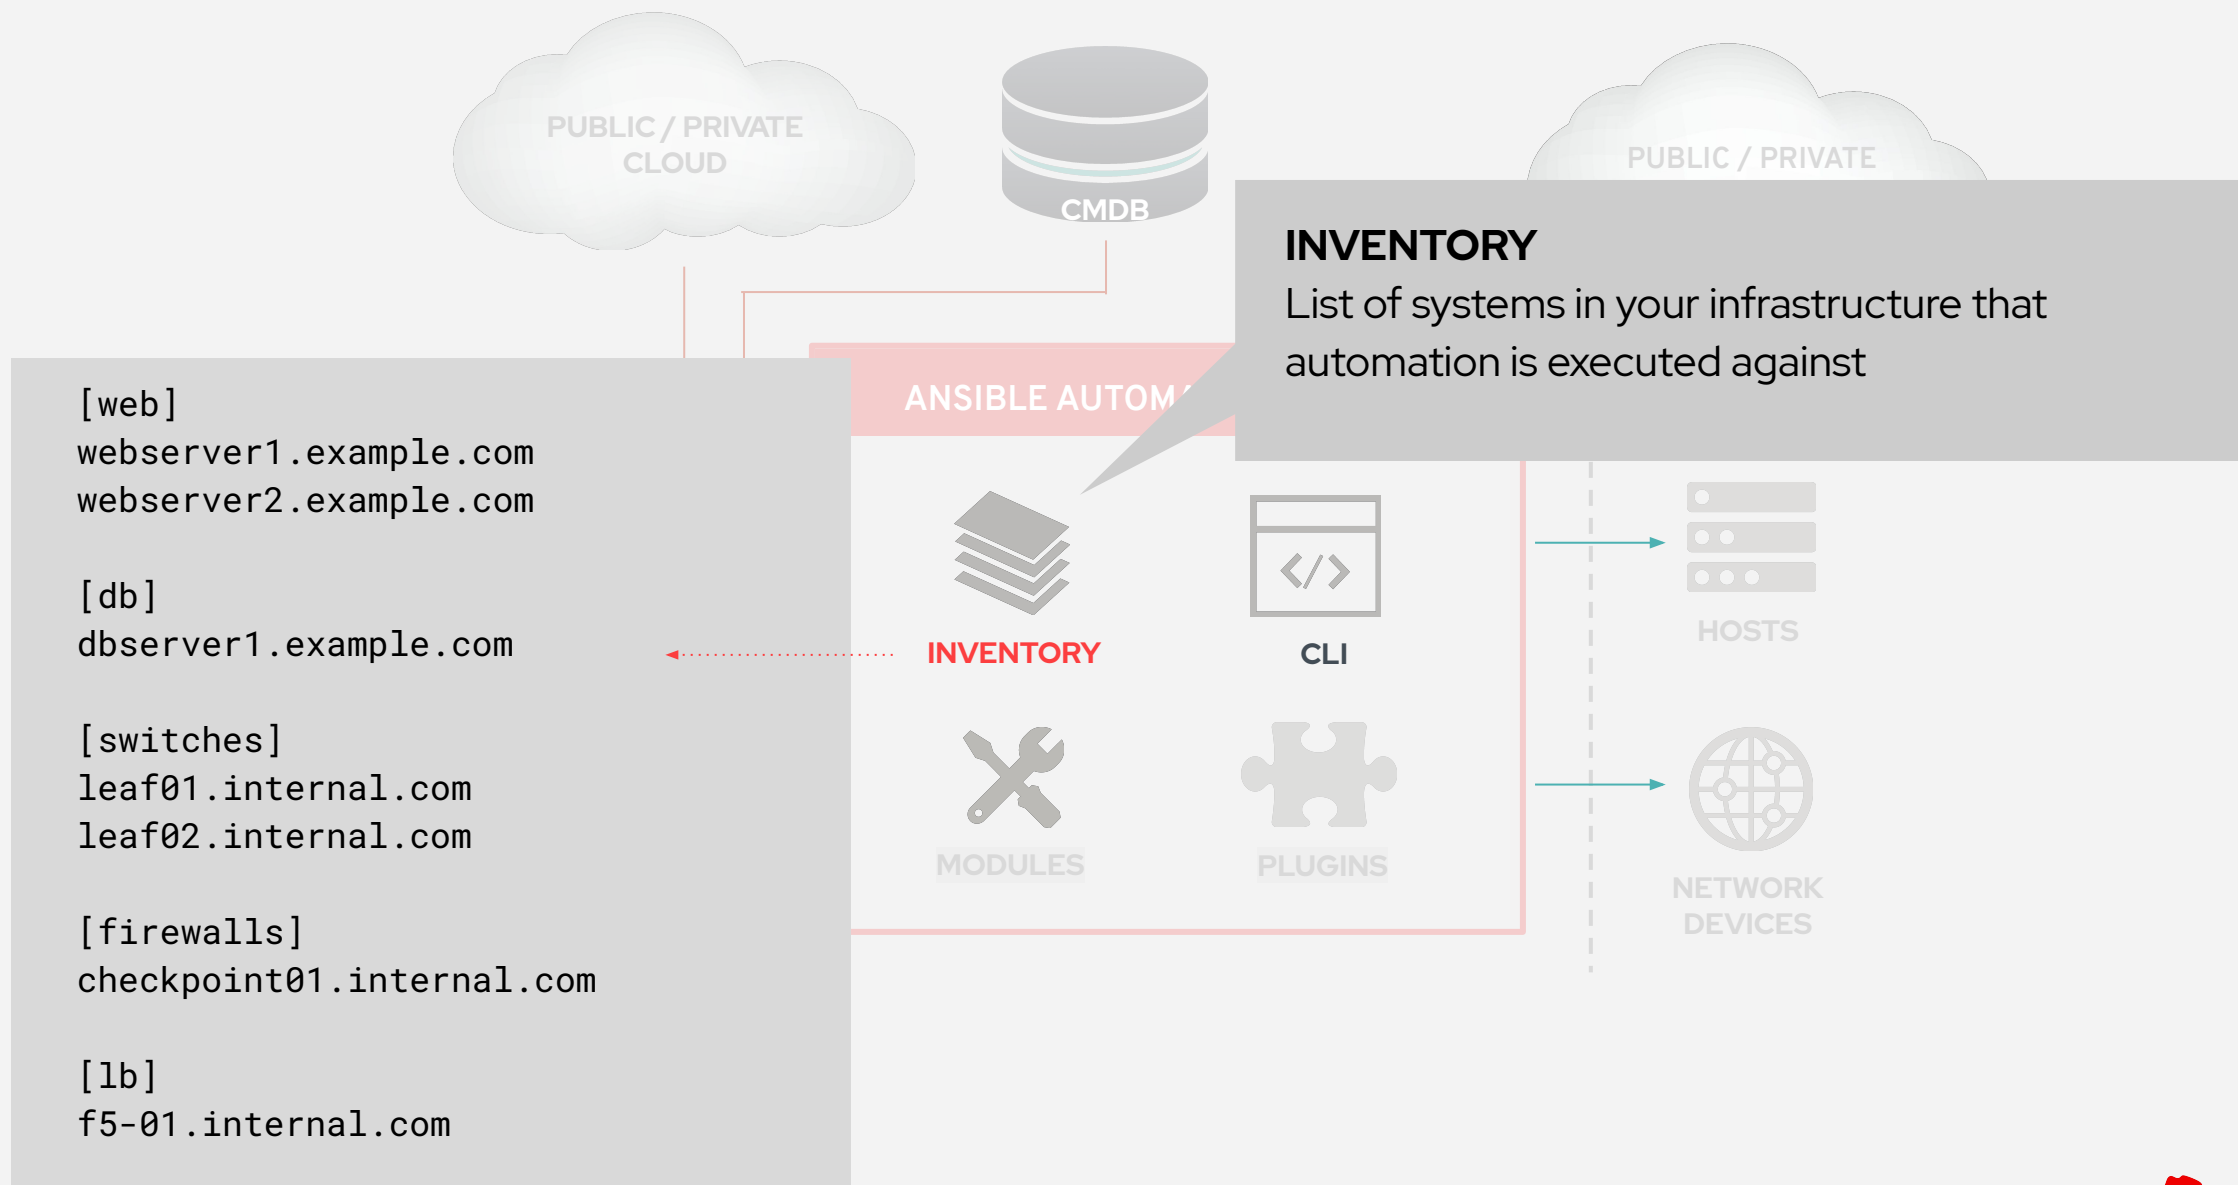 PUBLIC / PRIVATE
CLOUD
CMDB
PUBLIC / PRIVATE
INVENTORY
List of systems in your infrastructure that
automation is executed against
ANSIBLE
[web]
webserver1.example.com
webserver2.example.com

[db]
dbserver1.example.com

[switches]
leaf01.internal.com
leaf02.internal.com

[firewalls]
checkpoint01.internal.com

[lb]
f5-01.internal.com
INVENTORY
CLI
MODULES
PLUGINS
HOSTS
NETWORK
DEVICES